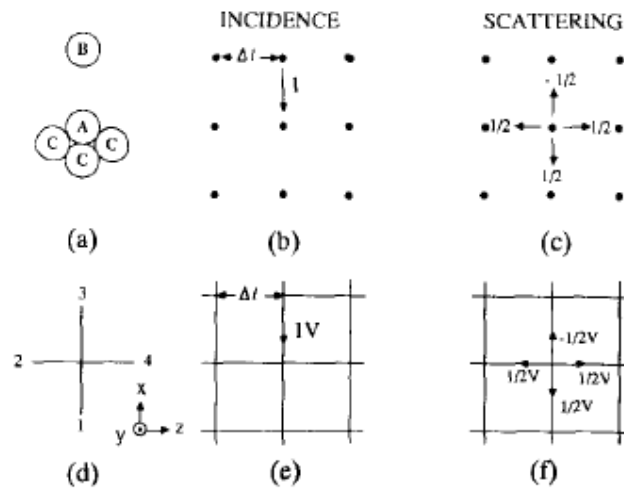 INCIDENCE
SCATTERING
B
A
C
C
C
Δl
1
- 1/2
1/2
1/2
1/2
(a)
(b)
(c)
3
2
4
1
x
y
z
Δl
1V
-1/2V
1/2V
1/2V
1/2V
(d)
(e)
(f)